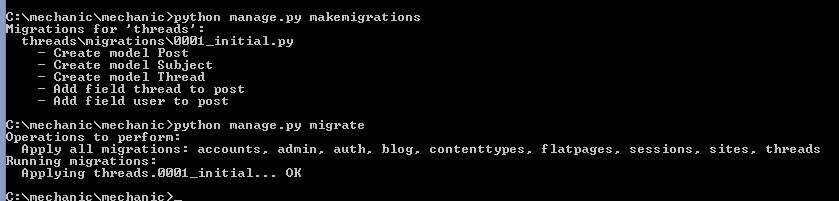 C:\mechanic\mechanic>python manage.py makemigrations
Migrations for 'threads':
  threads\migrations\0001_initial.py
    - Create model Post
    - Create model Subject
    - Create model Thread
    - Add field thread to post
    - Add field user to post
C:\mechanic\mechanic>python manage.py migrate
Operations to perform:
  Apply all migrations: accounts, admin, auth, blog, contenttypes, flatpages, sessions, sites, threads
Running migrations:
  Applying threads.0001_initial... OK
C:\mechanic\mechanic>_